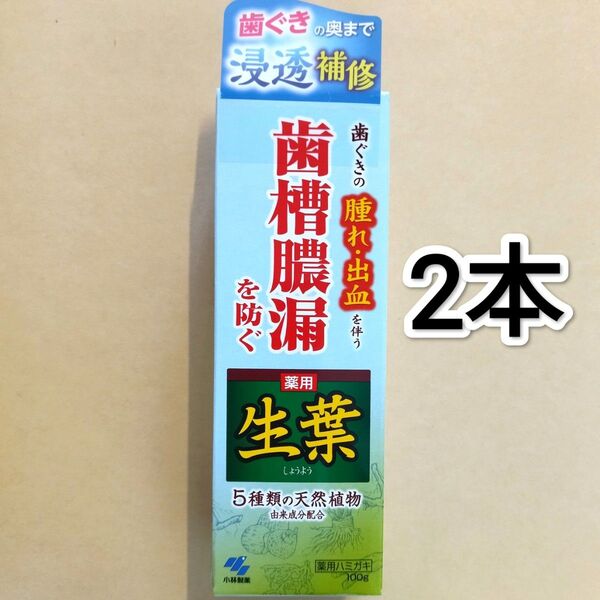 歯ぐきの奥まで
浸透補修
歯ぐきの腫れ・出血を伴う
歯槽膿漏を防ぐ
2本
薬用
生葉
しょうよう
5種類の天然植物
由来成分配合
小林製薬
薬用ハミガキ
100g